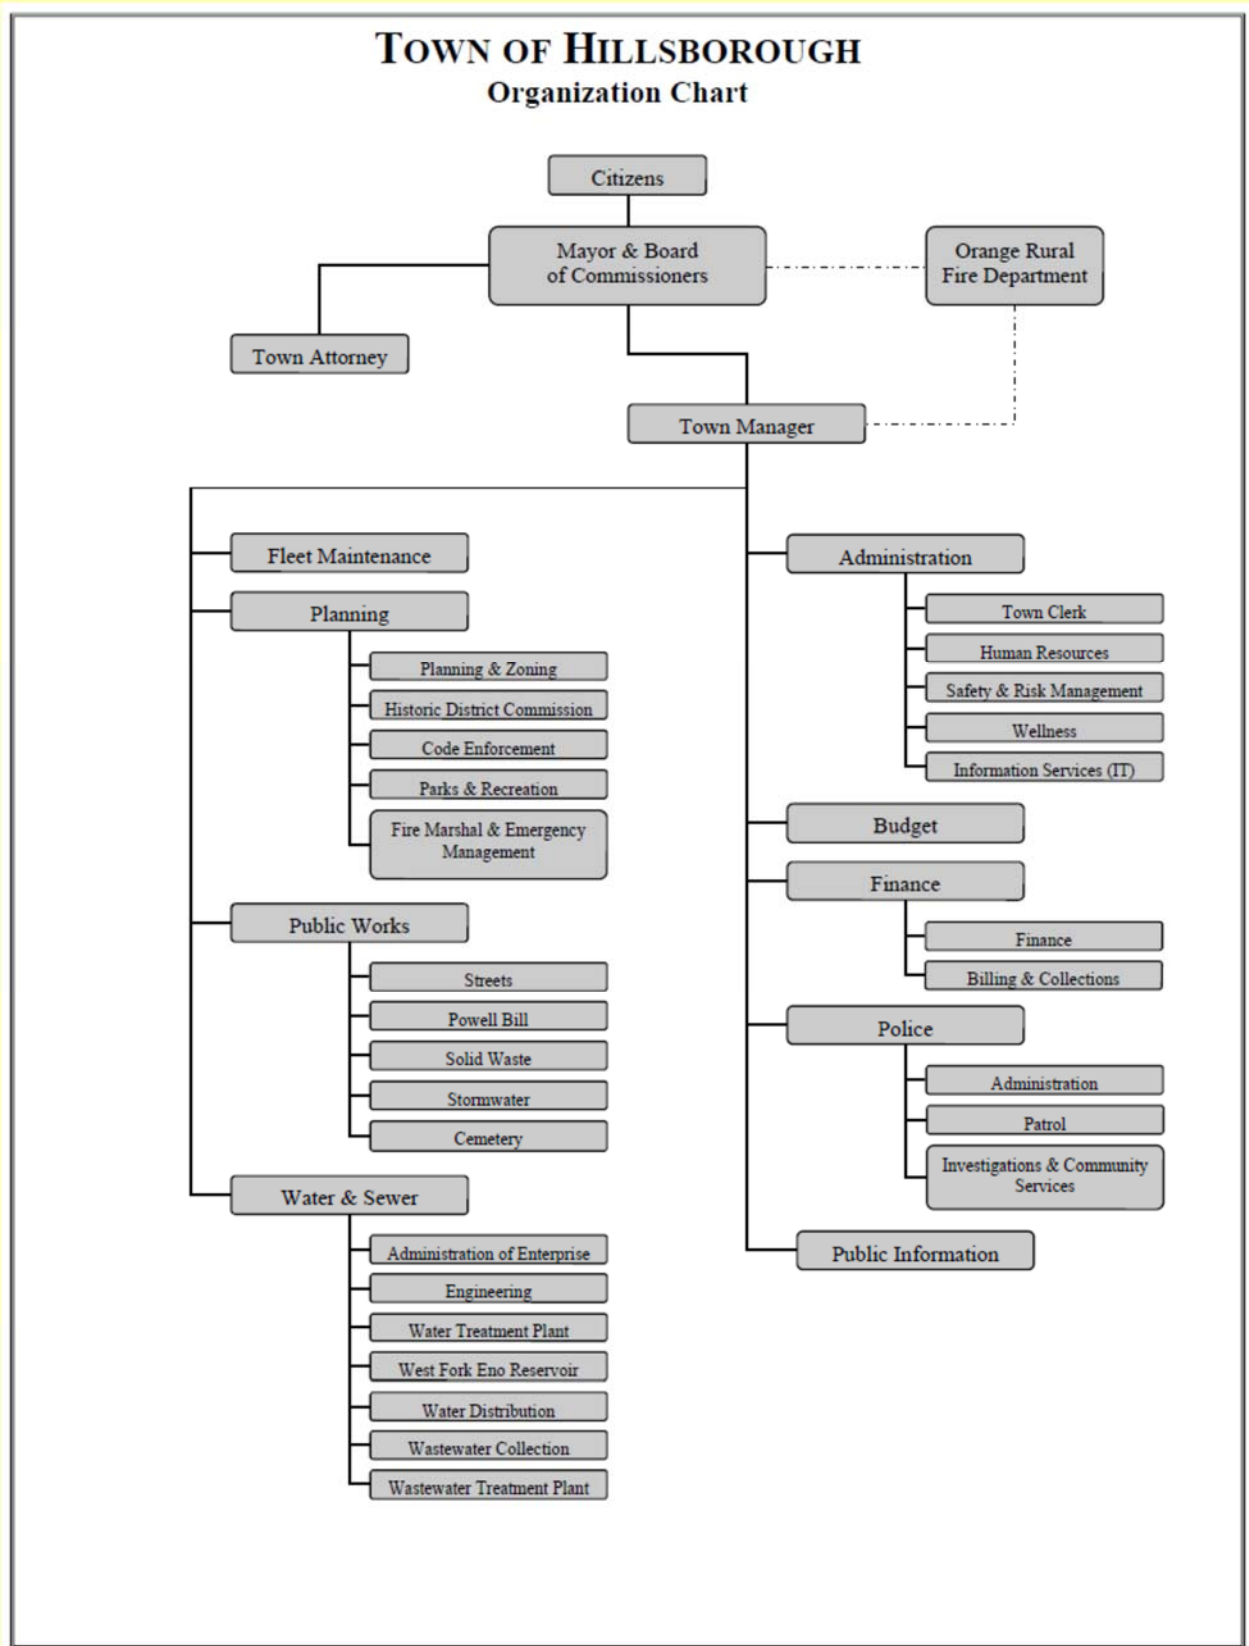 TOWN OF HILLSBOROUGH
Organization Chart
Citizens
Mayor & Board
of Commissioners
Orange Rural
Fire Department
Town Attorney
Town Manager
Fleet Maintenance
Planning
Planning & Zoning
Historic District Commission
Code Enforcement
Parks & Recreation
Fire Marshal & Emergency
Management
Public Works
Streets
Powell Bill
Solid Waste
Stormwater
Cemetery
Water & Sewer
Administration of Enterprise
Engineering
Water Treatment Plant
West Fork Eno Reservoir
Water Distribution
Wastewater Collection
Wastewater Treatment Plant
Administration
Town Clerk
Human Resources
Safety & Risk Management
Wellness
Information Services (IT)
Budget
Finance
Finance
Billing & Collections
Police
Administration
Patrol
Investigations & Community
Services
Public Information